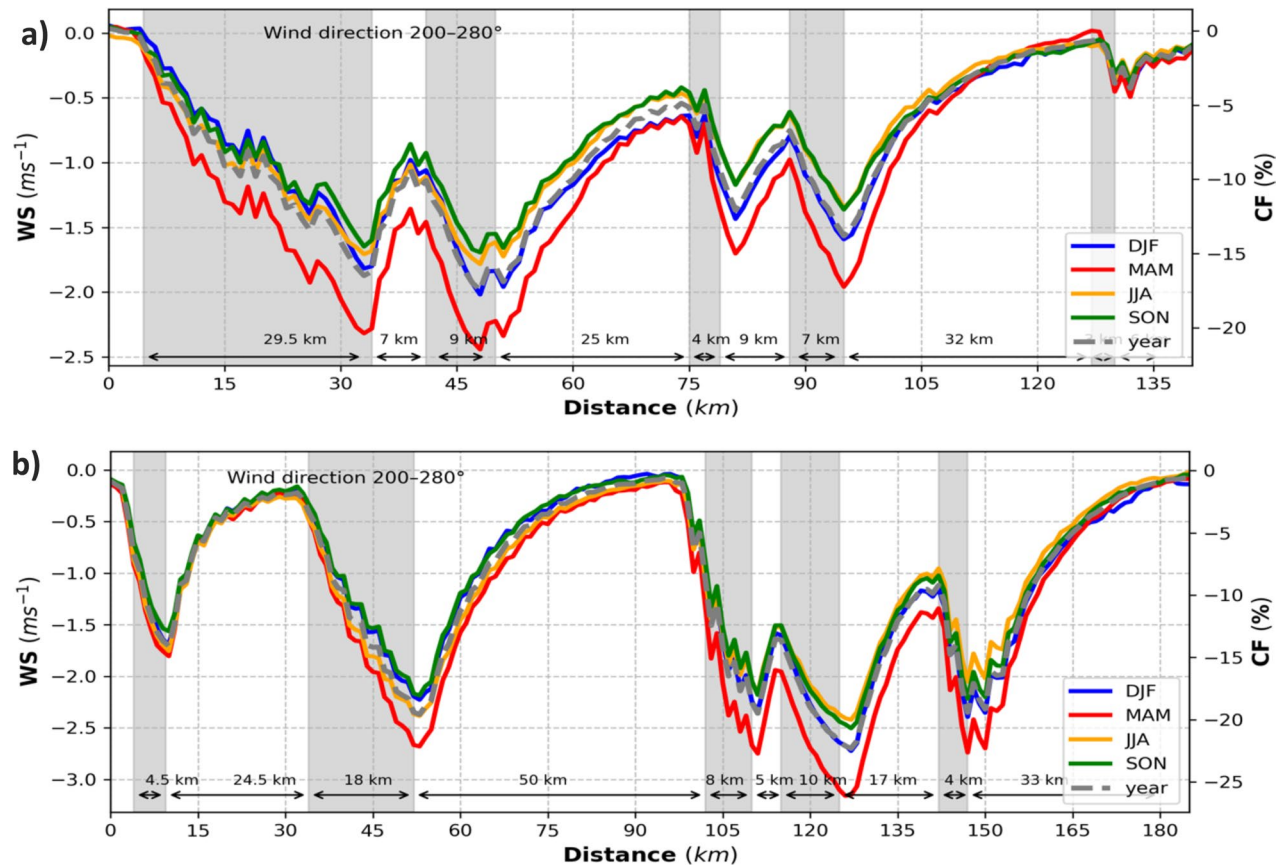 a)
Wind direction 200–280°
0.0
−0.5
−1.0
−1.5
−2.0
−2.5
WS (ms⁻¹)
0
−5
−10
−15
−20
CF (%)
DJF
MAM
JJA
SON
year
29.5 km
7 km
9 km
25 km
4 km
9 km
7 km
32 km
0
15
30
45
60
75
90
105
120
135
Distance (km)
b)
Wind direction 200–280°
0.0
−0.5
−1.0
−1.5
−2.0
−2.5
−3.0
WS (ms⁻¹)
0
−5
−10
−15
−20
−25
CF (%)
DJF
MAM
JJA
SON
year
4.5 km
24.5 km
18 km
50 km
8 km
5 km
10 km
17 km
4 km
33 km
0
15
30
45
60
75
90
105
120
135
150
165
180
Distance (km)